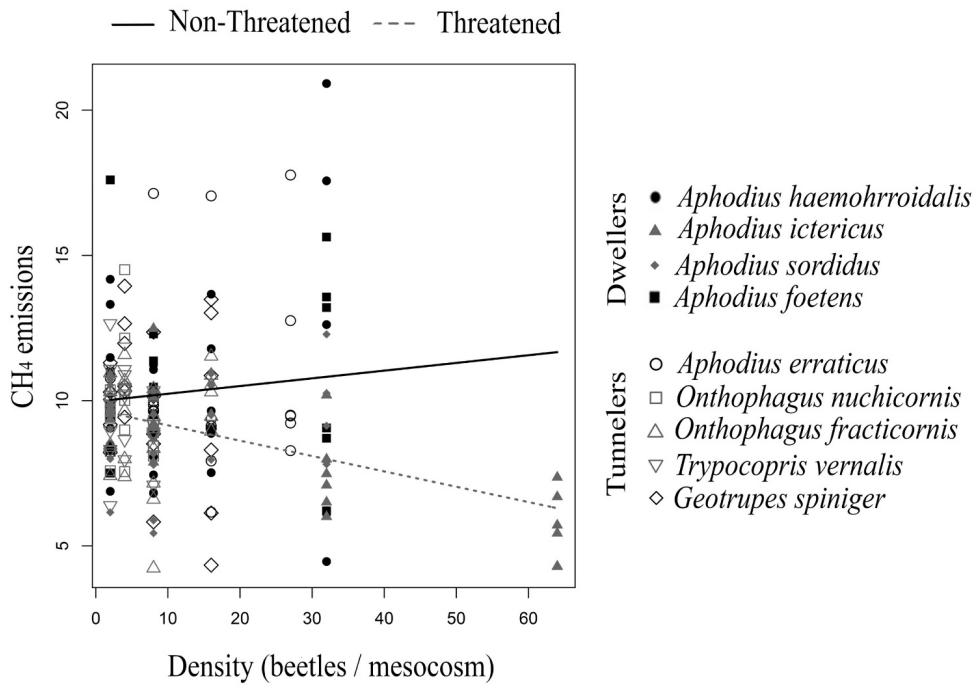 Non-Threatened Threatened
CH₄ emissions
20
15
10
5
0 10 20 30 40 50 60
Density (beetles / mesocosm)
Dwellers
Aphodius haemohrroidalis
Aphodius ictericus
Aphodius sordidus
Aphodius foetens
Tunnelers
Aphodius erraticus
Onthophagus nuchicornis
Onthophagus fracticornis
Trypocopris vernalis
Geotrupes spiniger